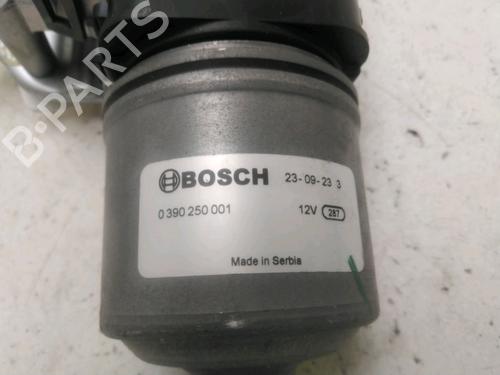 B-PARTS
BOSCH 23-09-23 3
0 390 250 001 12V 287
Made in Serbia